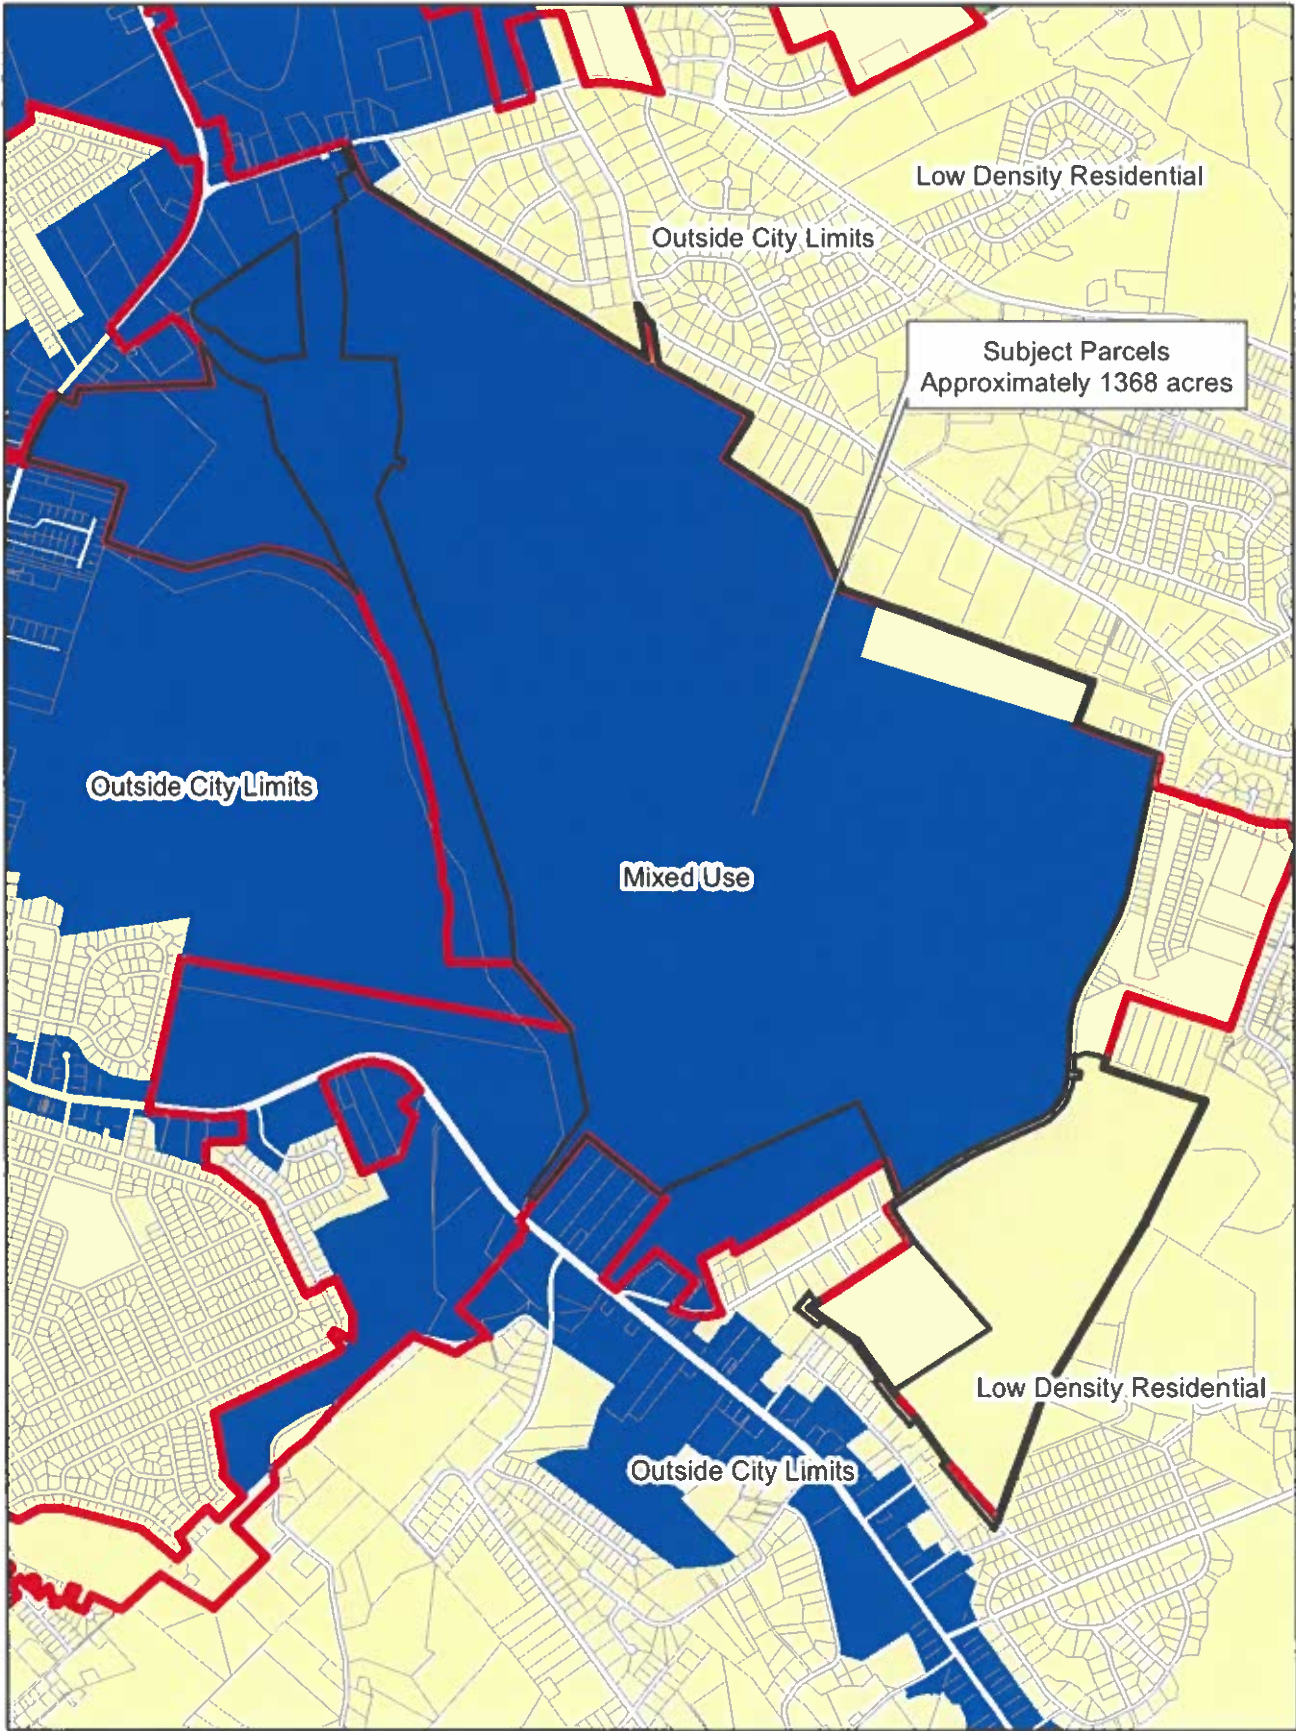 Low Density Residential
Outside City Limits
Subject Parcels
Approximately 1368 acres
Outside City Limits
Mixed Use
Low Density Residential
Outside City Limits